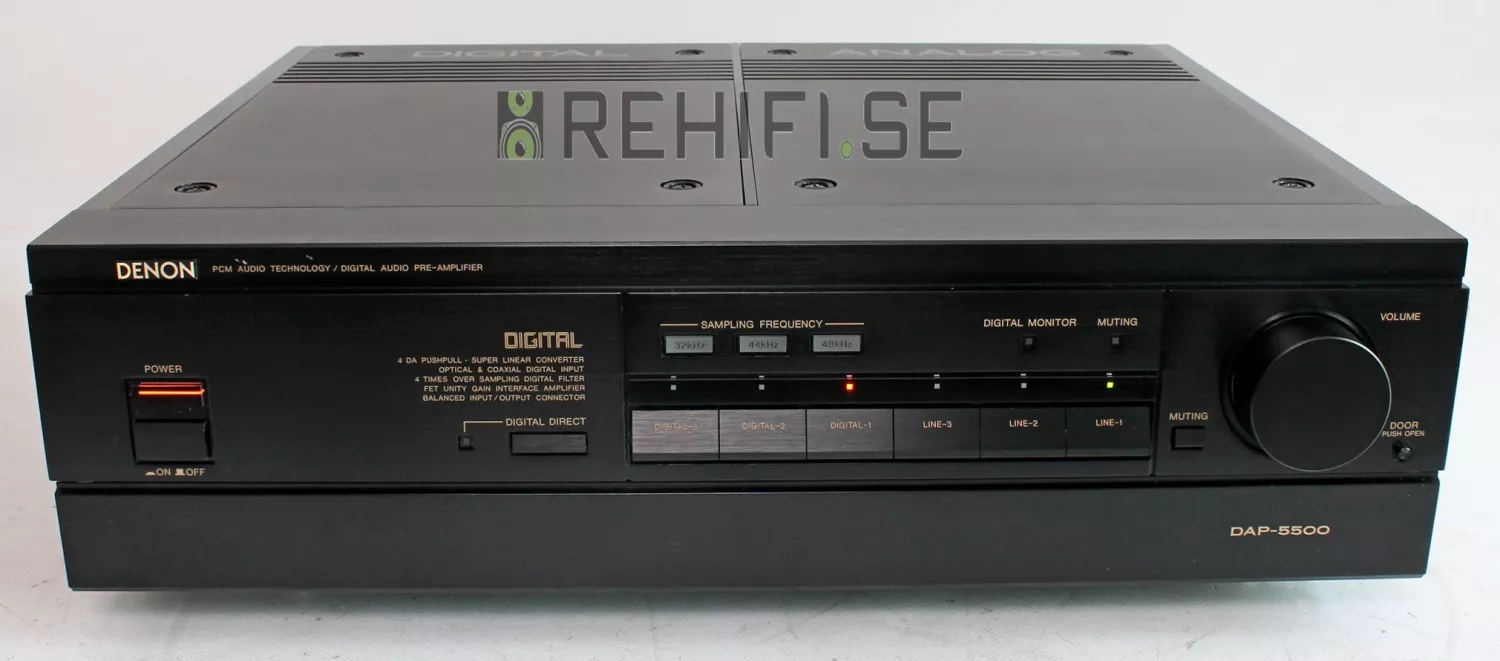 DIGITAL ANALOG
REHIFI.SE
DENON PCM AUDIO TECHNOLOGY / DIGITAL AUDIO PRE-AMPLIFIER
POWER
ON OFF
DIGITAL
4 DA PUSHPULL · SUPER LINEAR CONVERTER
OPTICAL & COAXIAL DIGITAL INPUT
4 TIMES OVER SAMPLING DIGITAL FILTER
FET UNITY GAIN INTERFACE AMPLIFIER
BALANCED INPUT/OUTPUT CONNECTOR
DIGITAL DIRECT
SAMPLING FREQUENCY
32kHz 44kHz 48kHz
DIGITAL MONITOR MUTING
DIGITAL-3 DIGITAL-2 DIGITAL-1 LINE-3 LINE-2 LINE-1
MUTING
VOLUME
DOOR
PUSH OPEN
DAP-5500